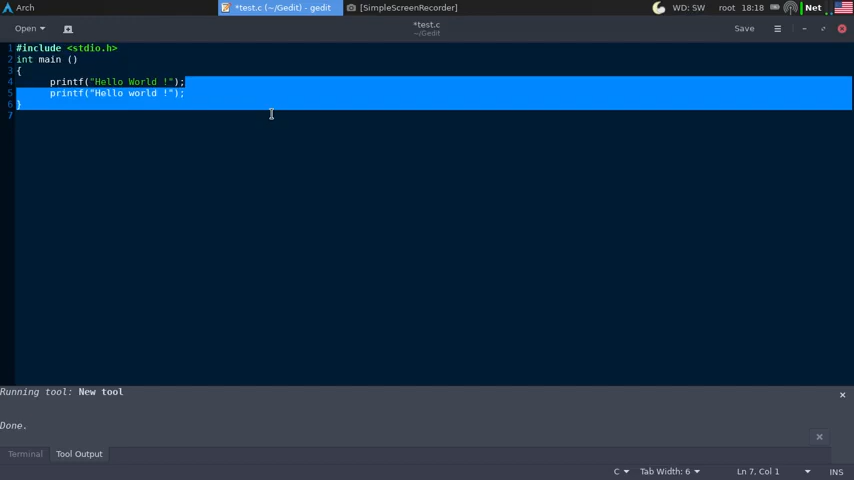 Arch
*test.c (~/Gedit) - gedit
[SimpleScreenRecorder]
WD: SW
root
18:18
Net
Open
*test.c
~/Gedit
Save
1 #include <stdio.h>
2 int main ()
3 {
4 printf("Hello World !");
5 printf("Hello world !");
6 }
7
Running tool: New tool
Done.
Terminal
Tool Output
C
Tab Width: 6
Ln 7, Col 1
INS